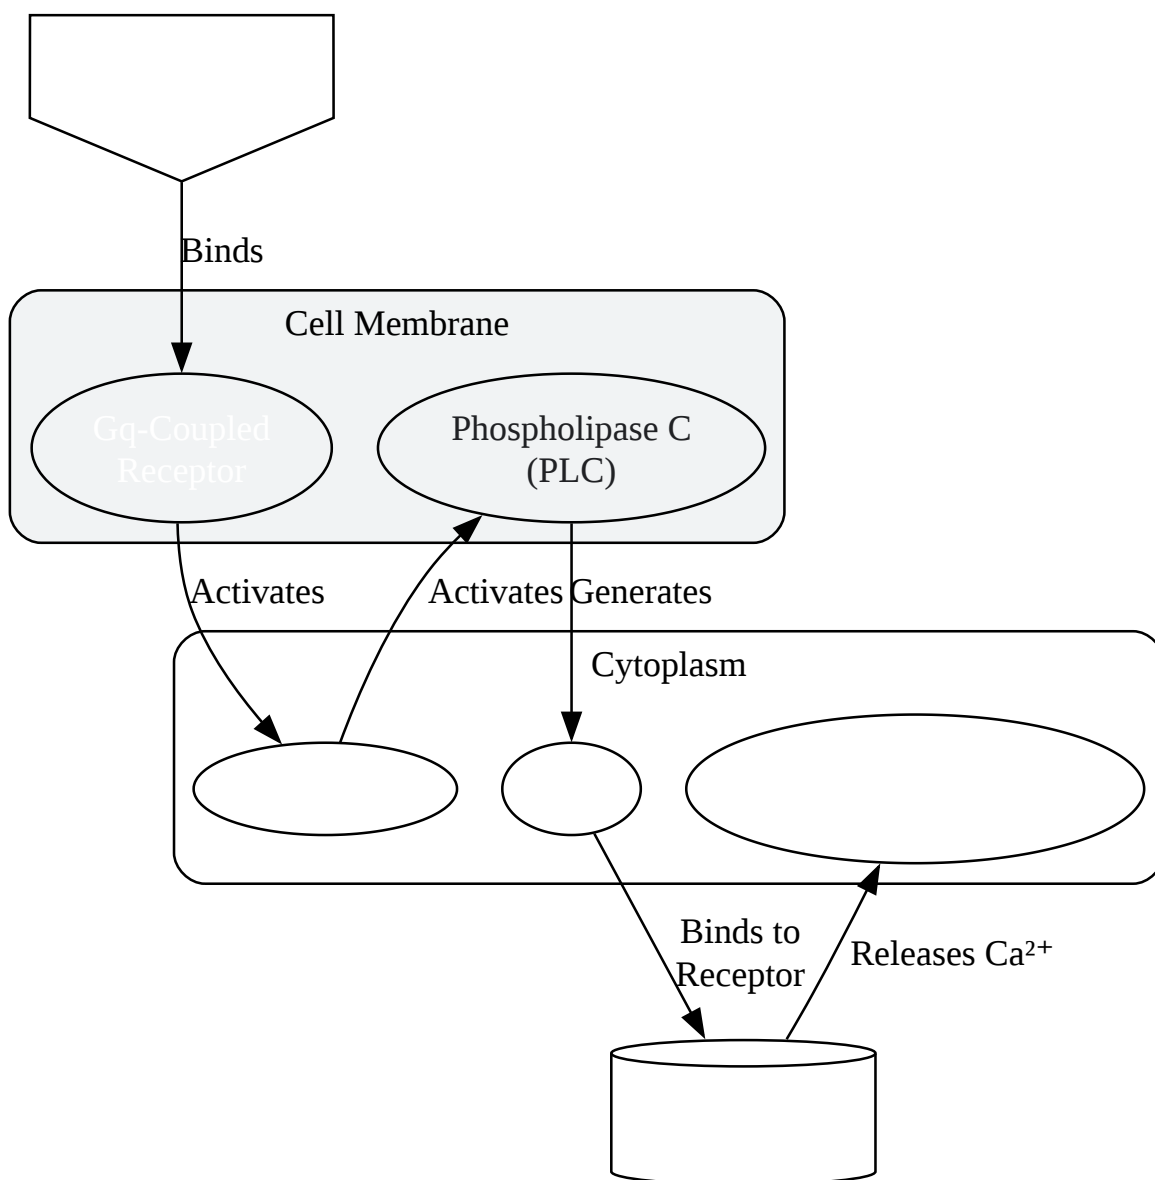 Binds
Cell Membrane
Gq-Coupled
Receptor
Phospholipase C
(PLC)
Activates
Activates
Generates
Cytoplasm
Binds to
Receptor
Releases Ca²⁺